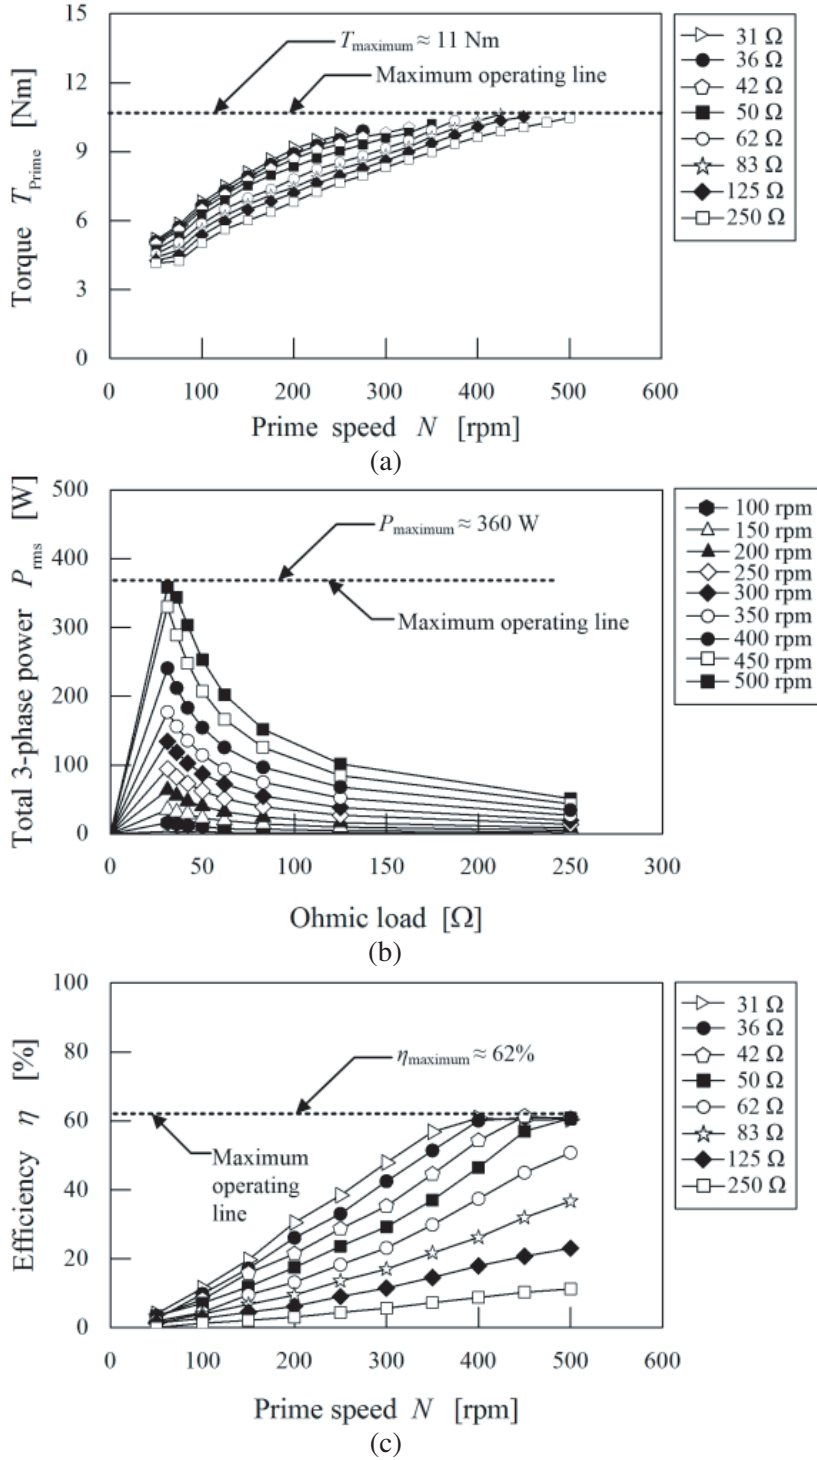 Torque T_Prime [Nm]
15
12
9
6
3
0
T_maximum ≈ 11 Nm
Maximum operating line
0 100 200 300 400 500 600
Prime speed N [rpm]
31 Ω
36 Ω
42 Ω
50 Ω
62 Ω
83 Ω
125 Ω
250 Ω
(a)
Total 3-phase power P_rms [W]
500
400
300
200
100
0
P_maximum ≈ 360 W
Maximum operating line
0 50 100 150 200 250 300
Ohmic load [Ω]
100 rpm
150 rpm
200 rpm
250 rpm
300 rpm
350 rpm
400 rpm
450 rpm
500 rpm
(b)
Efficiency η [%]
100
80
60
40
20
0
η_maximum ≈ 62%
Maximum
operating
line
0 100 200 300 400 500 600
Prime speed N [rpm]
31 Ω
36 Ω
42 Ω
50 Ω
62 Ω
83 Ω
125 Ω
250 Ω
(c)